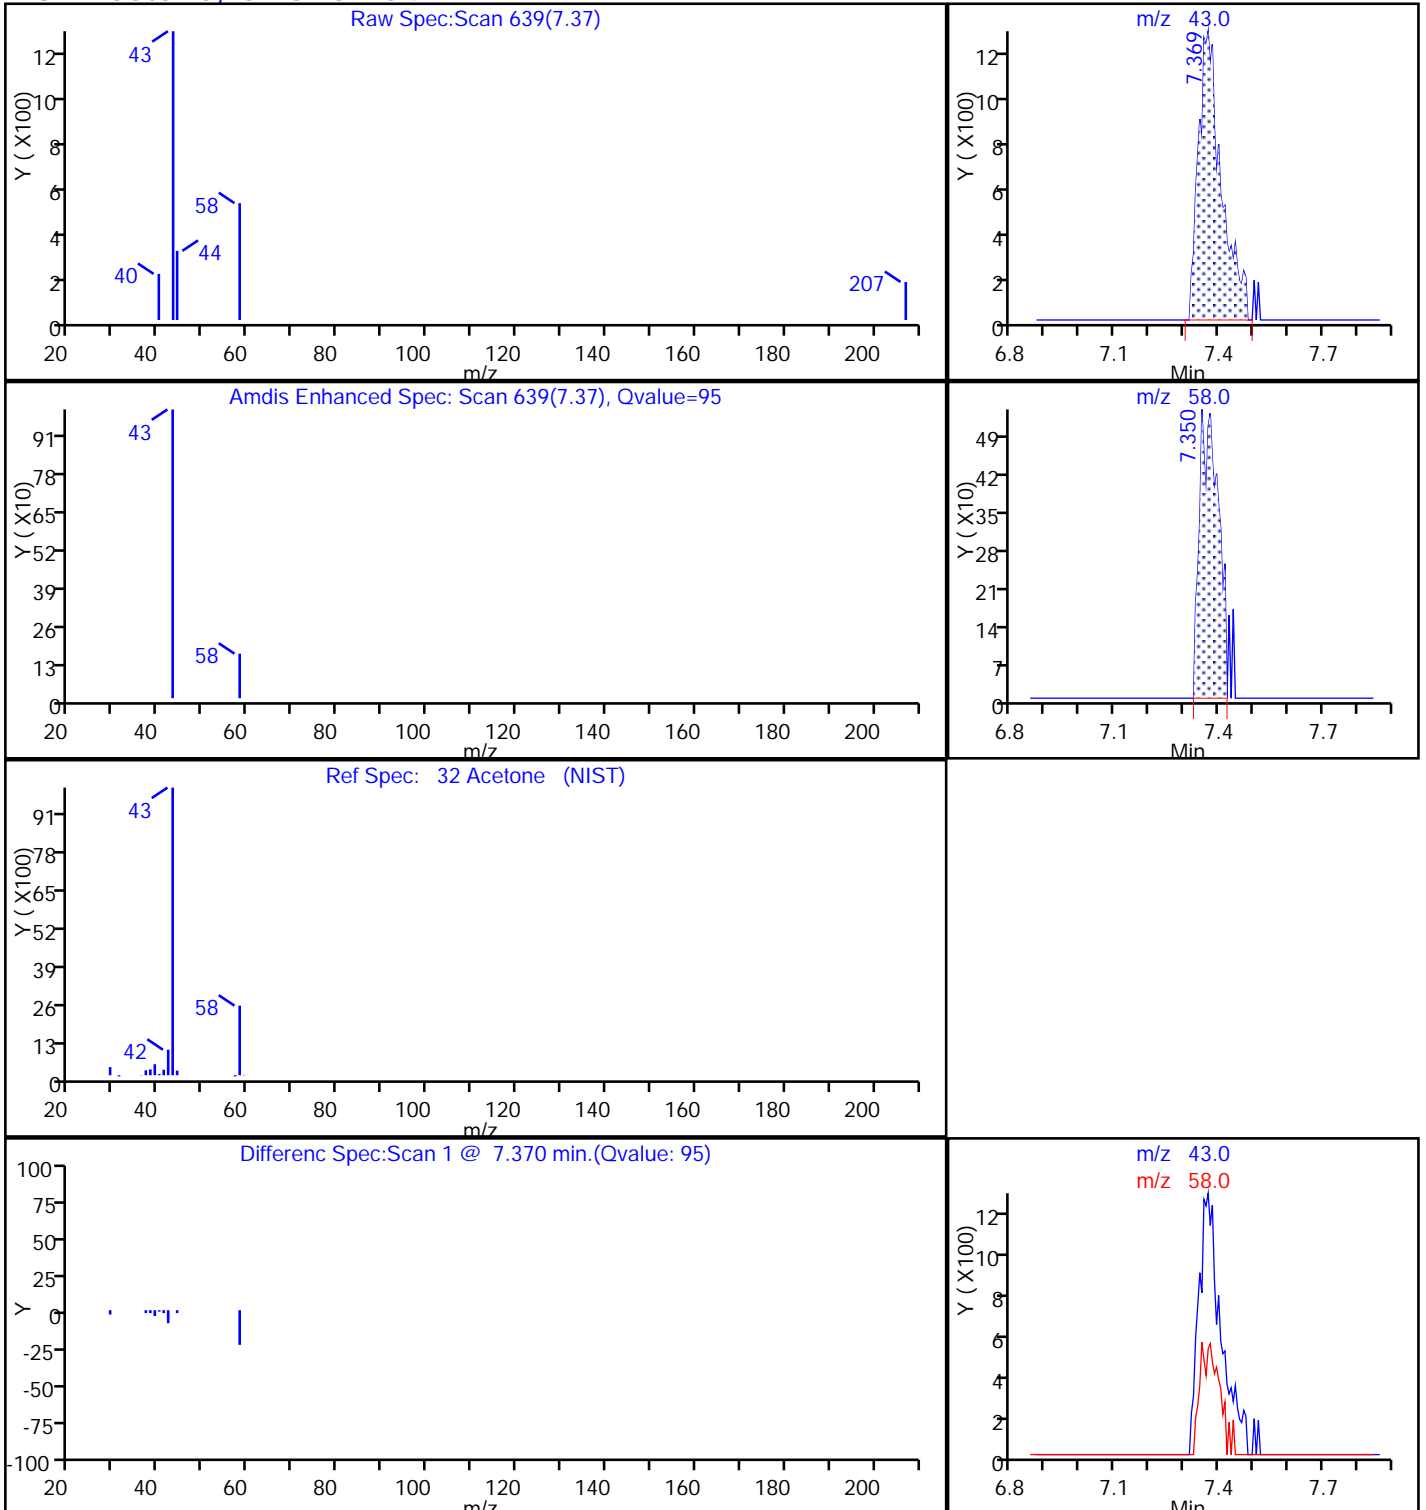 Raw Spec:Scan 639(7.37)
Y ( X100)
12
10
8
6
4
2
0
43
58
44
40
207
20 40 60 80 100 120 140 160 180 200
m/z
m/z 43.0
Y ( X100)
12
10
8
6
4
2
0
7.369
6.8 7.1 7.4 7.7
Min
Amdis Enhanced Spec: Scan 639(7.37), Qvalue=95
Y ( X10)
91
78
65
52
39
26
13
0
43
58
20 40 60 80 100 120 140 160 180 200
m/z
m/z 58.0
Y ( X10)
49
42
35
28
21
14
7
0
7.350
6.8 7.1 7.4 7.7
Min
Ref Spec: 32 Acetone (NIST)
Y ( X100)
91
78
65
52
39
26
13
0
43
58
42
20 40 60 80 100 120 140 160 180 200
m/z
Differenc Spec:Scan 1 @ 7.370 min.(Qvalue: 95)
Y
100
75
50
25
0
-25
-50
-75
-100
20 40 60 80 100 120 140 160 180 200
m/z
m/z 43.0
m/z 58.0
Y ( X100)
12
10
8
6
4
2
0
6.8 7.1 7.4 7.7
Min